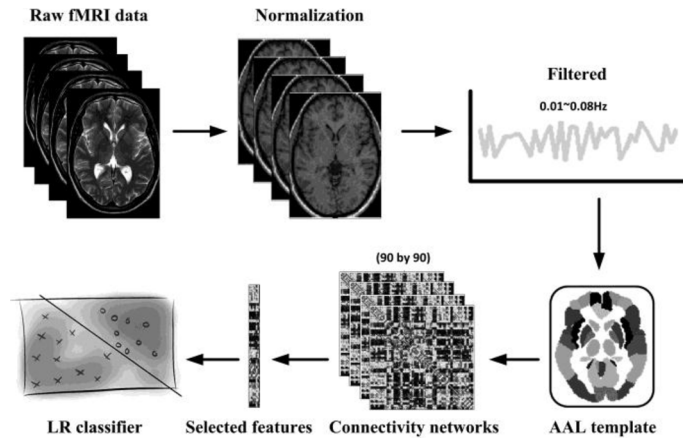 Raw fMRI data
Normalization
Filtered
0.01~0.08Hz
(90 by 90)
LR classifier
Selected features
Connectivity networks
AAL template